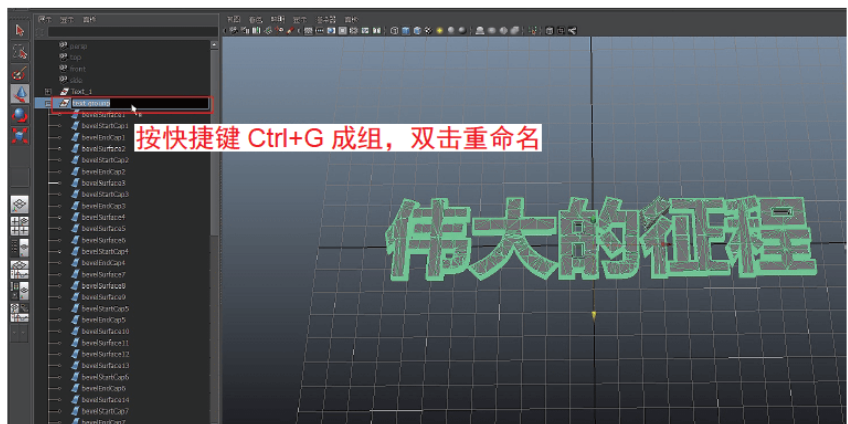 persp
top
front
side
Text_1
bevelSurface1
bevelStartCap1
bevelEndCap1
按快捷键 Ctrl+G 成组，双击重命名
bevelSurface2
bevelStartCap2
bevelEndCap2
bevelSurface3
bevelStartCap3
bevelEndCap3
bevelSurface4
bevelSurface5
bevelSurface6
bevelStartCap4
bevelEndCap4
伟大的征程
bevelSurface7
bevelSurface8
bevelSurface9
bevelStartCap5
bevelEndCap5
bevelSurface10
bevelSurface11
bevelSurface12
bevelSurface13
bevelStartCap6
bevelEndCap6
bevelSurface14
bevelStartCap7
bevelEndCap7